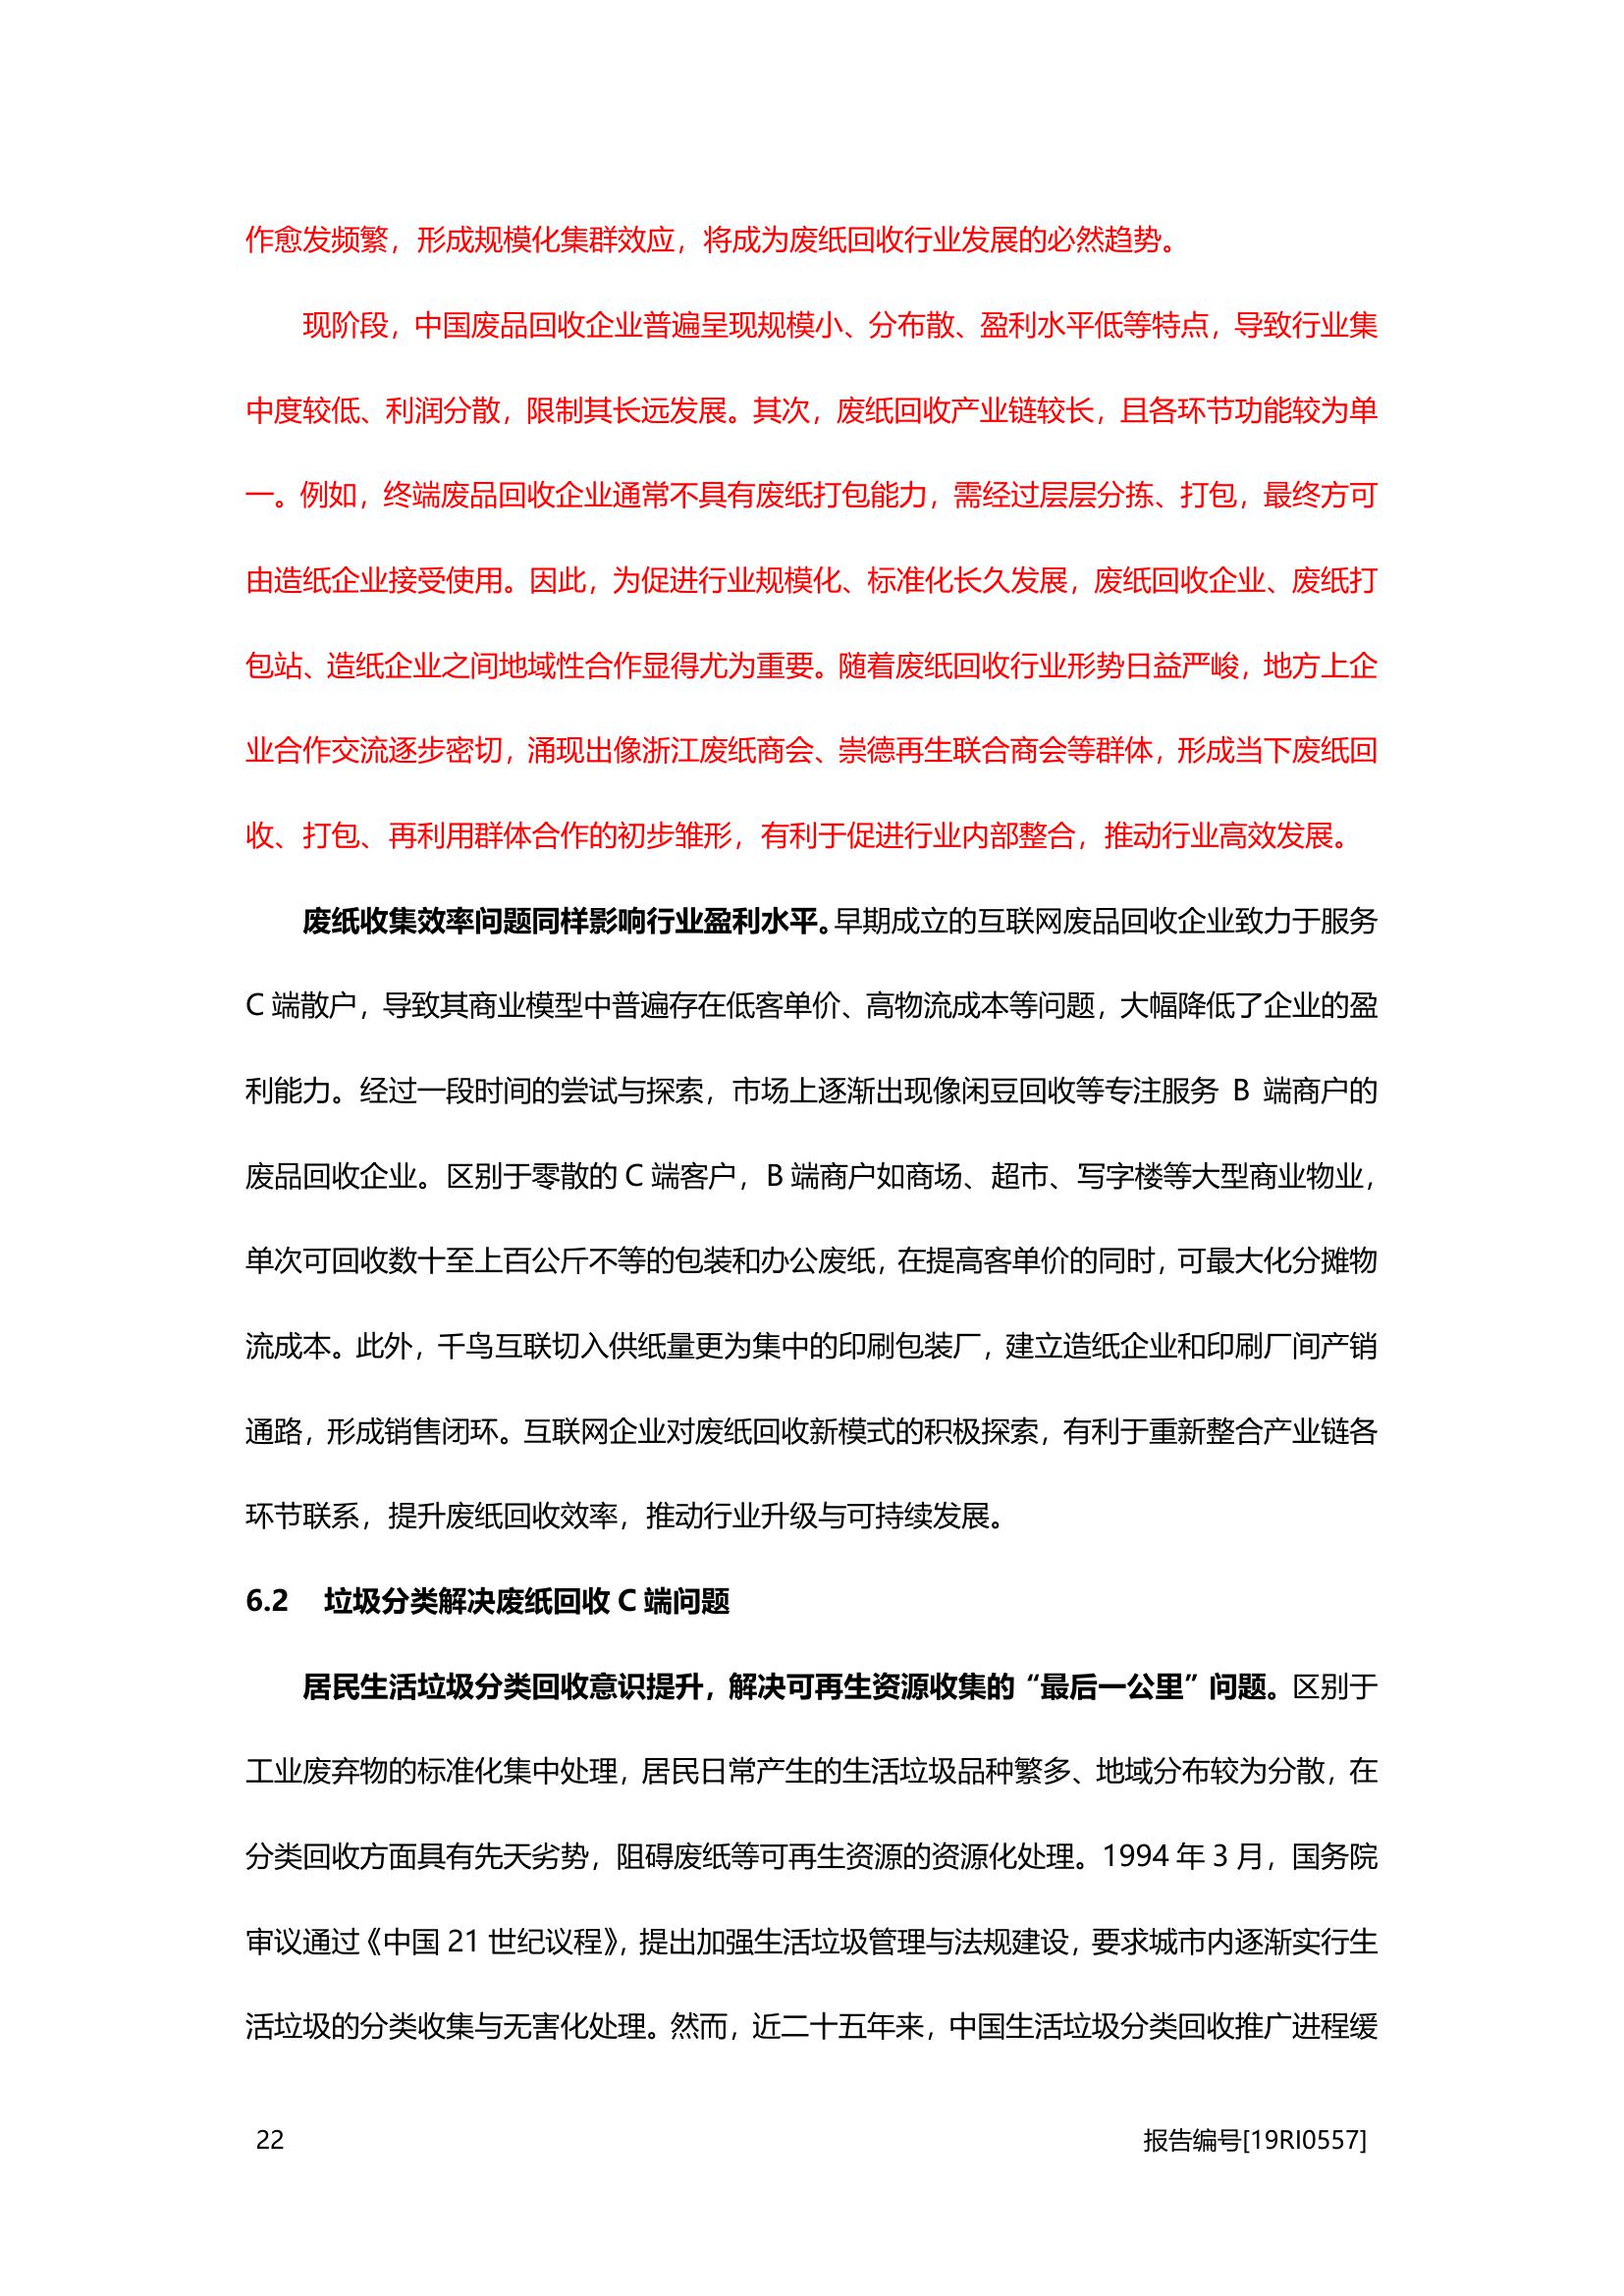 作愈发频繁，形成规模化集群效应，将成为废纸回收行业发展的必然趋势。
现阶段，中国废品回收企业普遍呈现规模小、分布散、盈利水平低等特点，导致行业集
中度较低、利润分散，限制其长远发展。其次，废纸回收产业链较长，且各环节功能较为单
一。例如，终端废品回收企业通常不具有废纸打包能力，需经过层层分拣、打包，最终方可
由造纸企业接受使用。因此，为促进行业规模化、标准化长久发展，废纸回收企业、废纸打
包站、造纸企业之间地域性合作显得尤为重要。随着废纸回收行业形势日益严峻，地方上企
业合作交流逐步密切，涌现出像浙江废纸商会、崇德再生联合商会等群体，形成当下废纸回
收、打包、再利用群体合作的初步雏形，有利于促进行业内部整合，推动行业高效发展。
废纸收集效率问题同样影响行业盈利水平。早期成立的互联网废品回收企业致力于服务
C 端散户，导致其商业模型中普遍存在低客单价、高物流成本等问题，大幅降低了企业的盈
利能力。经过一段时间的尝试与探索，市场上逐渐出现像闲豆回收等专注服务 B 端商户的
废品回收企业。区别于零散的 C 端客户，B 端商户如商场、超市、写字楼等大型商业物业，
单次可回收数十至上百公斤不等的包装和办公废纸，在提高客单价的同时，可最大化分摊物
流成本。此外，千鸟互联切入供纸量更为集中的印刷包装厂，建立造纸企业和印刷厂间产销
通路，形成销售闭环。互联网企业对废纸回收新模式的积极探索，有利于重新整合产业链各
环节联系，提升废纸回收效率，推动行业升级与可持续发展。
6.2 垃圾分类解决废纸回收 C 端问题
居民生活垃圾分类回收意识提升，解决可再生资源收集的“最后一公里”问题。区别于
工业废弃物的标准化集中处理，居民日常产生的生活垃圾品种繁多、地域分布较为分散，在
分类回收方面具有先天劣势，阻碍废纸等可再生资源的资源化处理。1994 年 3 月，国务院
审议通过《中国 21 世纪议程》，提出加强生活垃圾管理与法规建设，要求城市内逐渐实行生
活垃圾的分类收集与无害化处理。然而，近二十五年来，中国生活垃圾分类回收推广进程缓
22
报告编号[19RI0557]